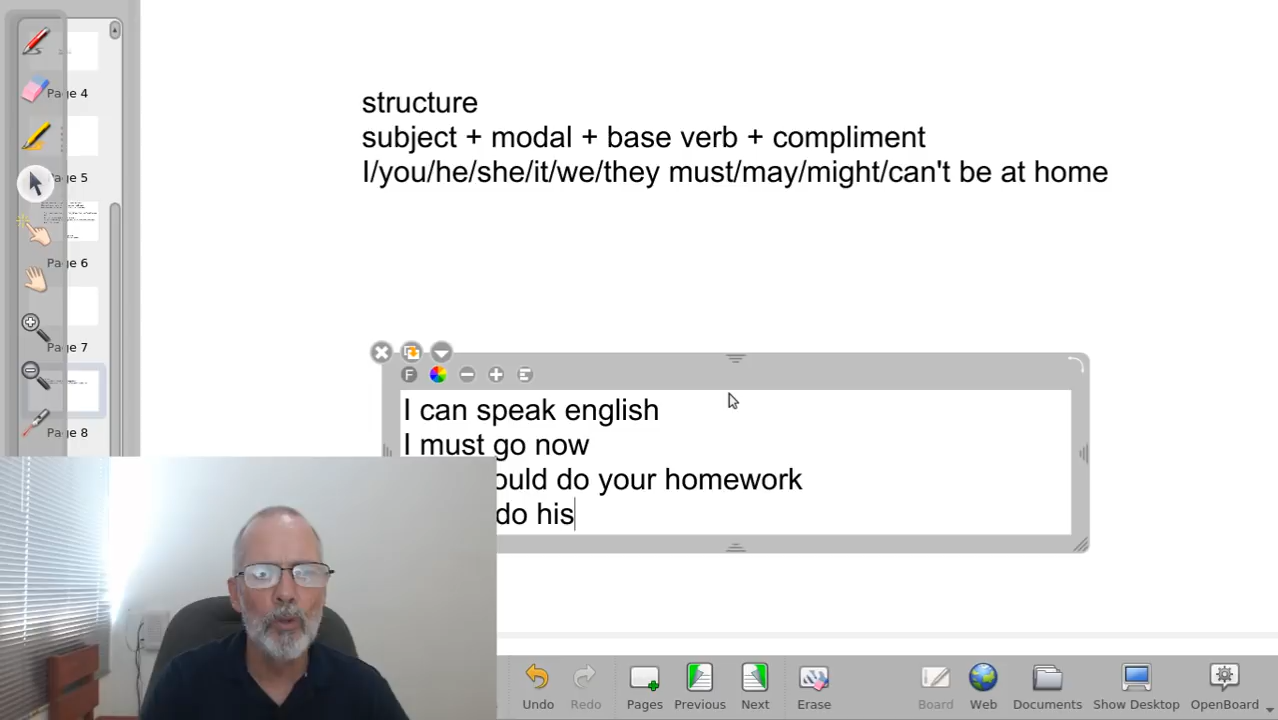 Page 4
Page 5
Page 6
Page 7
Page 8
structure
subject + modal + base verb + compliment
I/you/he/she/it/we/they must/may/might/can't be at home
F
I can speak english
I must go now
ould do your homework
do his
Undo
Redo
Pages
Previous
Next
Erase
Board
Web
Documents
Show Desktop
OpenBoard